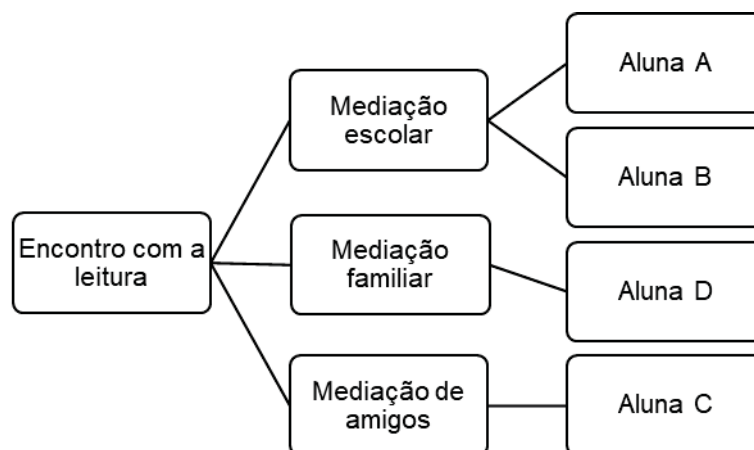 Encontro com a
leitura
Mediação
escolar
Mediação
familiar
Mediação de
amigos
Aluna A
Aluna B
Aluna D
Aluna C